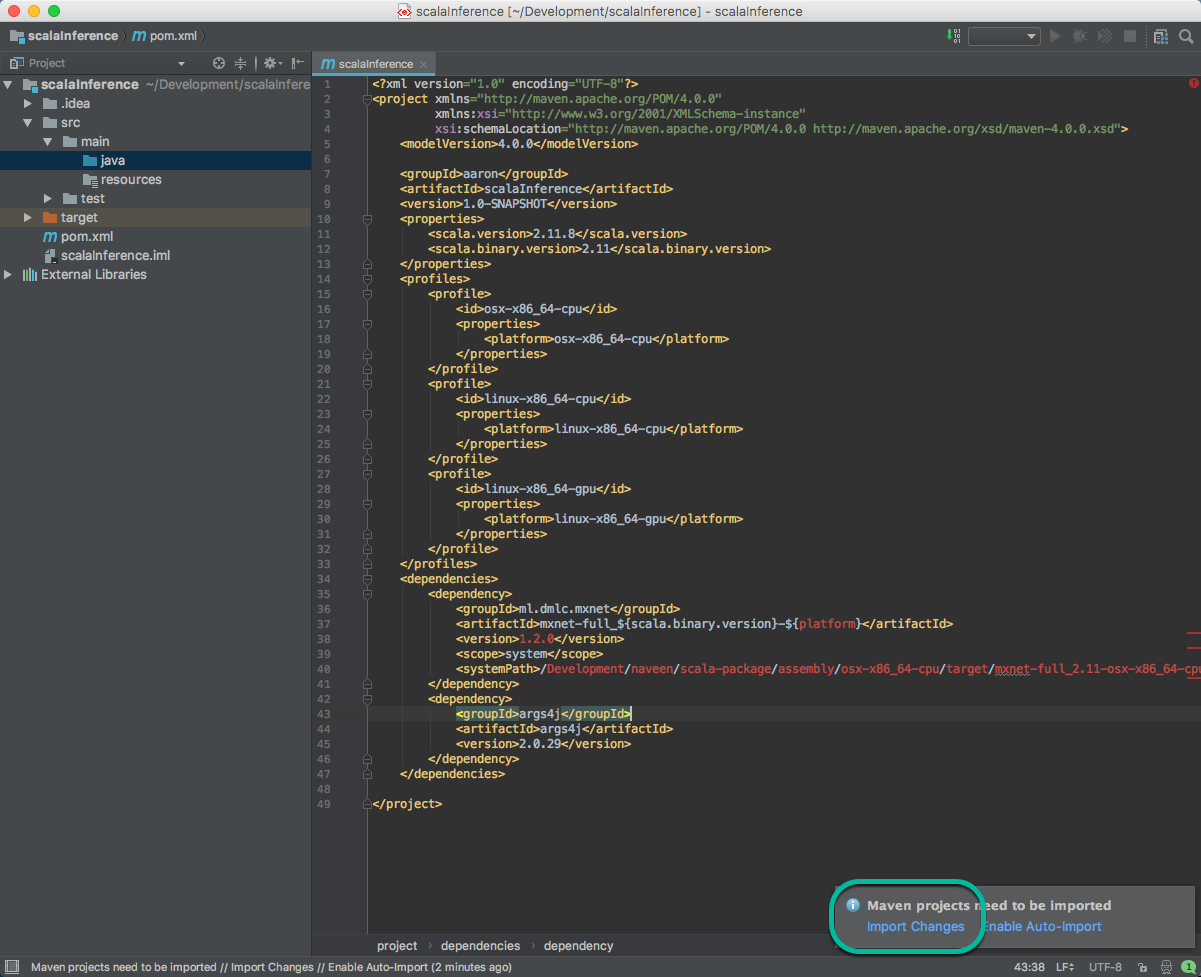 scalaInference [~/Development/scalaInference] - scalaInference
scalaInference
pom.xml
Project
scalaInference ~/Development/scalaInfere
.idea
src
main
java
resources
test
target
pom.xml
scalaInference.iml
External Libraries
scalaInference
1 <?xml version="1.0" encoding="UTF-8"?>
2 <project xmlns="http://maven.apache.org/POM/4.0.0"
3 xmlns:xsi="http://www.w3.org/2001/XMLSchema-instance"
4 xsi:schemaLocation="http://maven.apache.org/POM/4.0.0 http://maven.apache.org/xsd/maven-4.0.0.xsd">
5 <modelVersion>4.0.0</modelVersion>
6
7 <groupId>aaron</groupId>
8 <artifactId>scalaInference</artifactId>
9 <version>1.0-SNAPSHOT</version>
10 <properties>
11 <scala.version>2.11.8</scala.version>
12 <scala.binary.version>2.11</scala.binary.version>
13 </properties>
14 <profiles>
15 <profile>
16 <id>osx-x86_64-cpu</id>
17 <properties>
18 <platform>osx-x86_64-cpu</platform>
19 </properties>
20 </profile>
21 <profile>
22 <id>linux-x86_64-cpu</id>
23 <properties>
24 <platform>linux-x86_64-cpu</platform>
25 </properties>
26 </profile>
27 <profile>
28 <id>linux-x86_64-gpu</id>
29 <properties>
30 <platform>linux-x86_64-gpu</platform>
31 </properties>
32 </profile>
33 </profiles>
34 <dependencies>
35 <dependency>
36 <groupId>ml.dmlc.mxnet</groupId>
37 <artifactId>mxnet-full_${scala.binary.version}-${platform}</artifactId>
38 <version>1.2.0</version>
39 <scope>system</scope>
40 <systemPath>/Development/naveen/scala-package/assembly/osx-x86_64-cpu/target/mxnet-full_2.11-osx-x86_64-cpu
41 </dependency>
42 <dependency>
43 <groupId>args4j</groupId>
44 <artifactId>args4j</artifactId>
45 <version>2.0.29</version>
46 </dependency>
47 </dependencies>
48
49 </project>
Maven projects need to be imported
Import Changes Enable Auto-Import
project › dependencies › dependency
Maven projects need to be imported // Import Changes // Enable Auto-Import (2 minutes ago)
43:38 LF÷ UTF-8 1